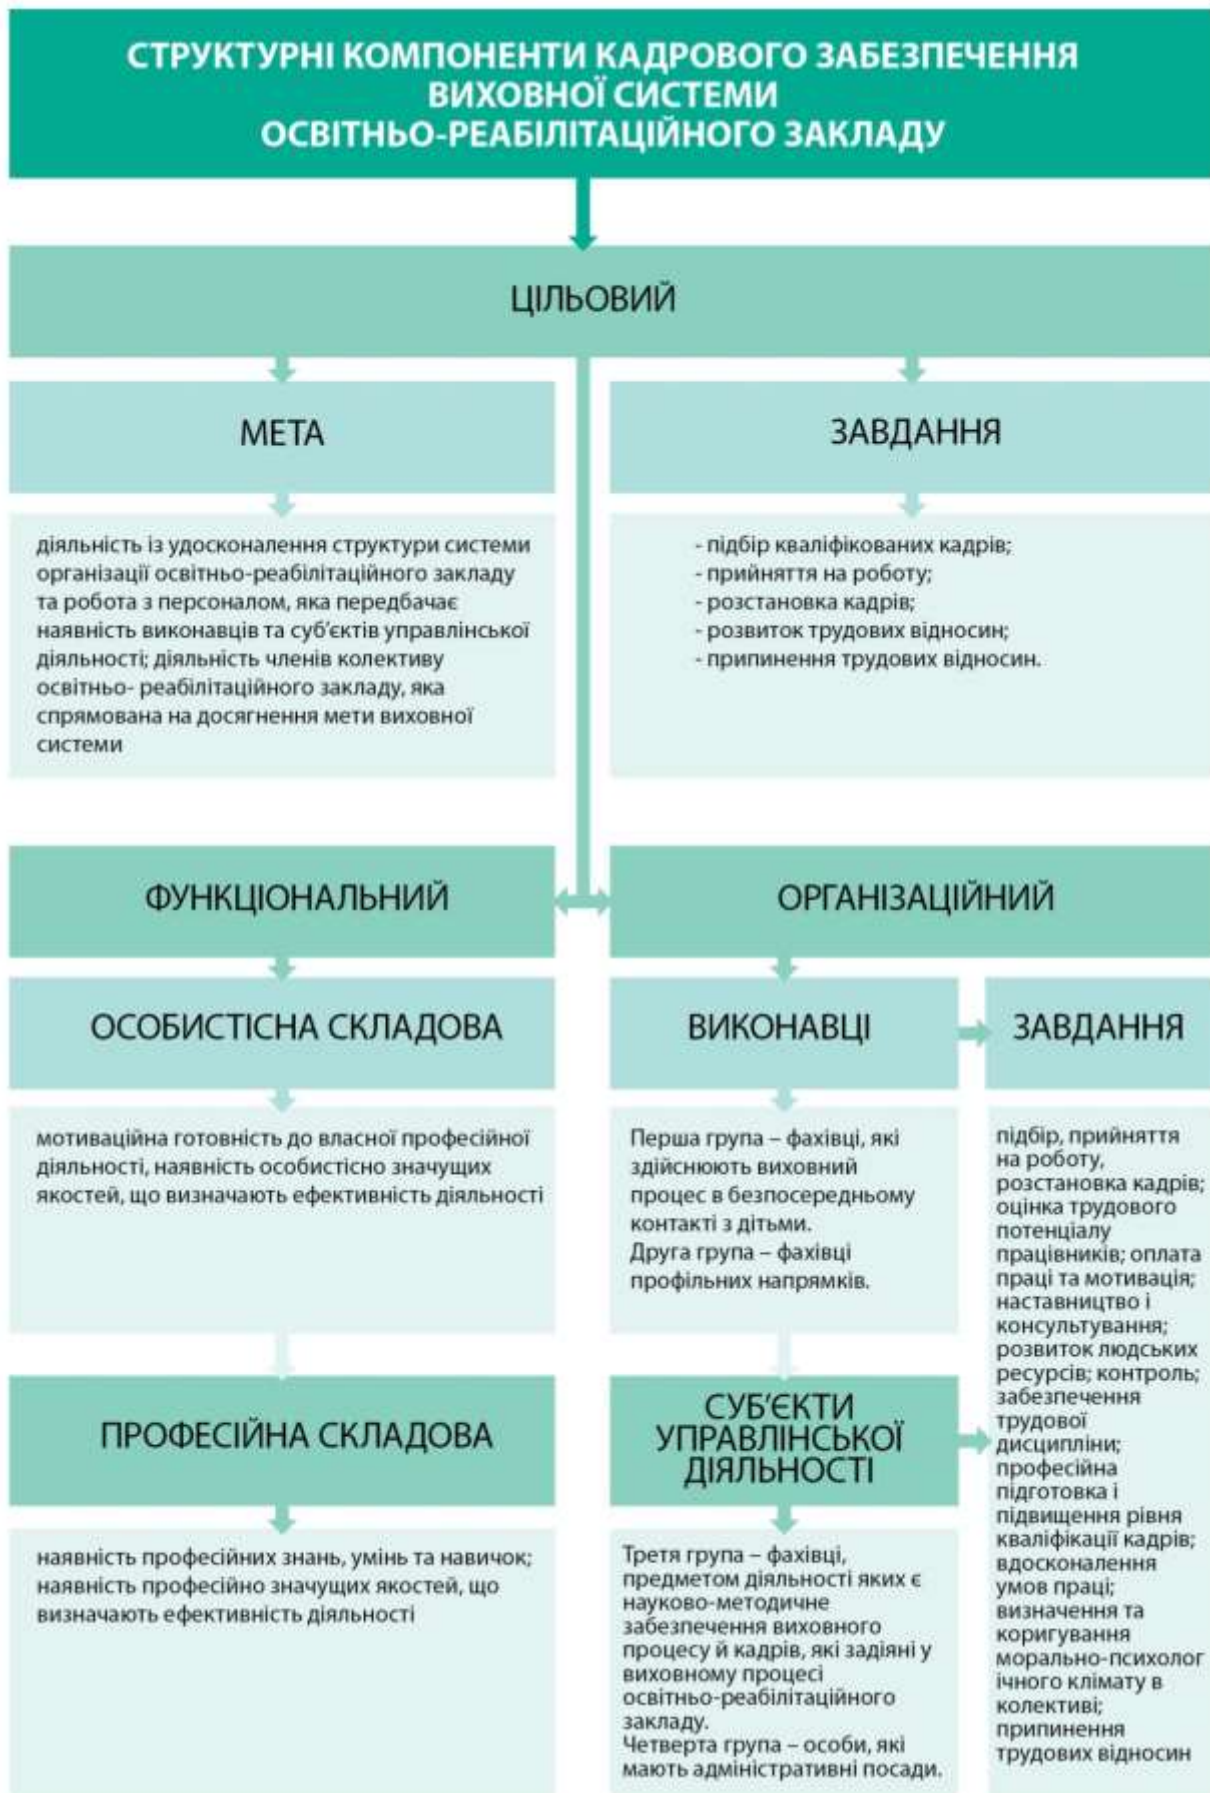 СТРУКТУРНІ КОМПОНЕНТИ КАДРОВОГО ЗАБЕЗПЕЧЕННЯ
ВИХОВНОЇ СИСТЕМИ
ОСВІТНЬО-РЕАБІЛІТАЦІЙНОГО ЗАКЛАДУ
ЦІЛЬОВИЙ
МЕТА
діяльність із удосконалення структури системи
організації освітньо-реабілітаційного закладу
та робота з персоналом, яка передбачає
наявність виконавців та суб’єктів управлінської
діяльності; діяльність членів колективу
освітньо- реабілітаційного закладу, яка
спрямована на досягнення мети виховної
системи
ЗАВДАННЯ
- підбір кваліфікованих кадрів;
- прийняття на роботу;
- розстановка кадрів;
- розвиток трудових відносин;
- припинення трудових відносин.
ФУНКЦІОНАЛЬНИЙ
ОСОБИСТІСНА СКЛАДОВА
мотиваційна готовність до власної професійної
діяльності, наявність особистісно значущих
якостей, що визначають ефективність діяльності
ПРОФЕСІЙНА СКЛАДОВА
наявність професійних знань, умінь та навичок;
наявність професійно значущих якостей, що
визначають ефективність діяльності
ОРГАНІЗАЦІЙНИЙ
ВИКОНАВЦІ
Перша група – фахівці, які
здійснюють виховний
процес в безпосередньому
контакті з дітьми.
Друга група – фахівці
профільних напрямків.
СУБ’ЄКТИ
УПРАВЛІНСЬКОЇ
ДІЯЛЬНОСТІ
Третя група – фахівці,
предметом діяльності яких є
науково-методичне
забезпечення виховного
процесу й кадрів, які задіяні у
виховному процесі
освітньо-реабілітаційного
закладу.
Четверта група – особи, які
мають адміністративні посади.
ЗАВДАННЯ
підбір, прийняття
на роботу,
розстановка кадрів;
оцінка трудового
потенціалу
працівників; оплата
праці та мотивація;
наставництво і
консультування;
розвиток людських
ресурсів; контроль;
забезпечення
трудової
дисципліни;
професійна
підготовка і
підвищення рівня
кваліфікації кадрів;
вдосконалення
умов праці;
визначення та
коригування
морально-психолог
ічного клімату в
колективі;
припинення
трудових відносин